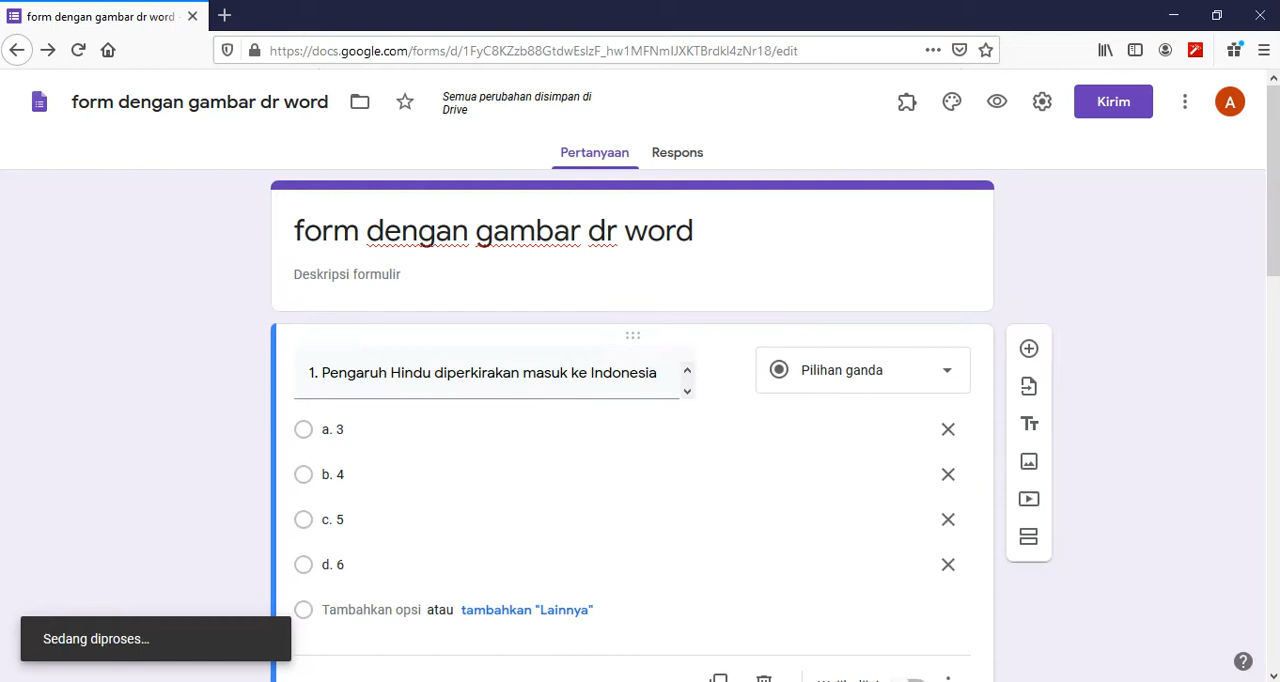 form dengan gambar dr word
https://docs.google.com/forms/d/1FyC8KZzb88GtdwEslzF_hw1MFNmIJXKTBrdkl4zNr18/edit
form dengan gambar dr word
Semua perubahan disimpan di
Drive
Kirim
A
Pertanyaan
Respons
form dengan gambar dr word
Deskripsi formulir
1. Pengaruh Hindu diperkirakan masuk ke Indonesia
Pilihan ganda
a. 3
b. 4
c. 5
d. 6
Tambahkan opsi atau tambahkan "Lainnya"
Sedang diproses...